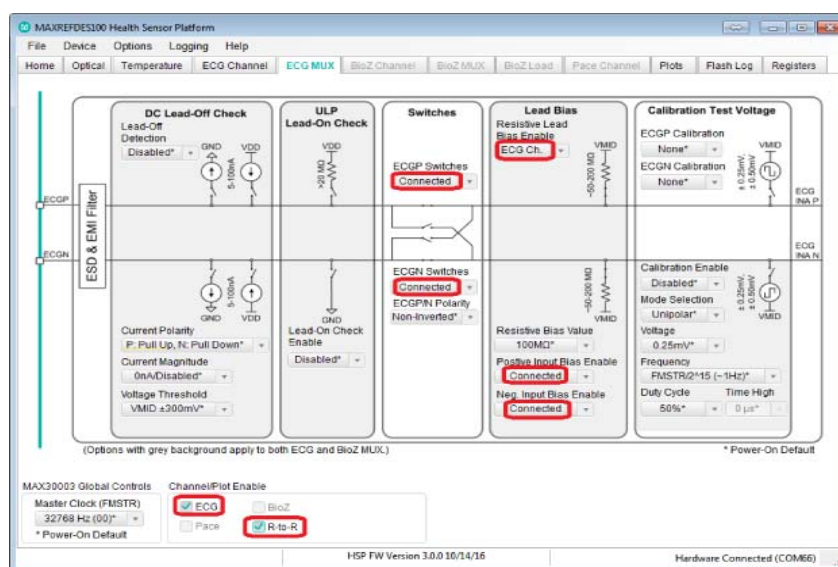 MAXREFDES100 Health Sensor Platform
File Device Options Logging Help
Home Optical Temperature ECG Channel ECG MUX BioZ Channel BioZ MUX BioZ Load Pace Channel Plots Flash Log Registers
DC Lead-Off Check
Lead-Off
Detection
Disabled*
GND VDD
5-100nA
ULP
Lead-On Check
VDD
>20 MΩ
Switches
ECGP Switches
Connected
Lead Bias
Resistive Lead
Bias Enable
ECG Ch.
VMID
~50-200 MΩ
Calibration Test Voltage
ECGP Calibration
None*
ECGN Calibration
None*
VMID
± 0.25mV,
± 0.50mV
ECGP
ECGN
ESD & EMI Filter
ECG
INA P
ECG
INA N
5-100nA
GND VDD
Current Polarity
P: Pull Up, N: Pull Down*
Current Magnitude
0nA/Disabled*
Voltage Threshold
VMID ±300mV*
GND
Lead-On Check
Enable
Disabled*
ECGN Switches
Connected
ECGP/N Polarity
Non-Inverted*
~50-200 MΩ
VMID
Resistive Bias Value
100MΩ*
Postive Input Bias Enable
Connected
Neg. Input Bias Enable
Connected
Calibration Enable
Disabled*
Mode Selection
Unipolar*
± 0.25mV,
± 0.50mV
VMID
Voltage
0.25mV*
Frequency
FMSTR/2^15 (~1Hz)*
Duty Cycle Time High
50%* 0 µs*
(Options with grey background apply to both ECG and BioZ MUX.)
* Power-On Default
MAX30003 Global Controls
Master Clock (FMSTR)
32768 Hz (00)*
* Power-On Default
Channel/Plot Enable
ECG BioZ
Pace R-to-R
HSP FW Version 3.0.0 10/14/16
Hardware Connected (COM66)